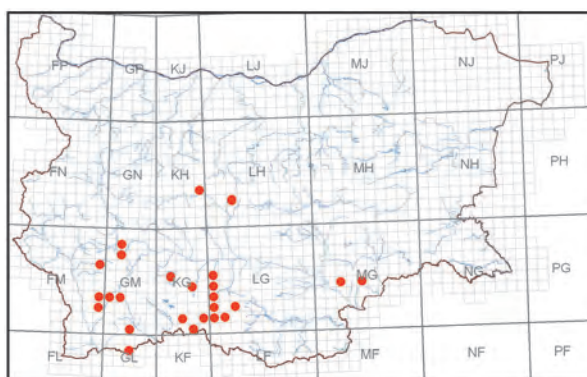 FP GP KJ LJ MJ NJ PJ
FN GN KH LH MH NH PH
FM GM KG LG MG NG PG
FL GL KF LF MF NF PF